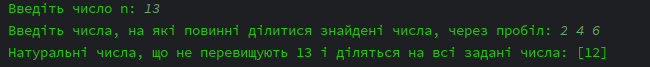 Введіть число n: 13
Введіть числа, на які повинні ділитися знайдені числа, через пробіл: 2 4 6
Натуральні числа, що не перевищують 13 і діляться на всі задані числа: [12]